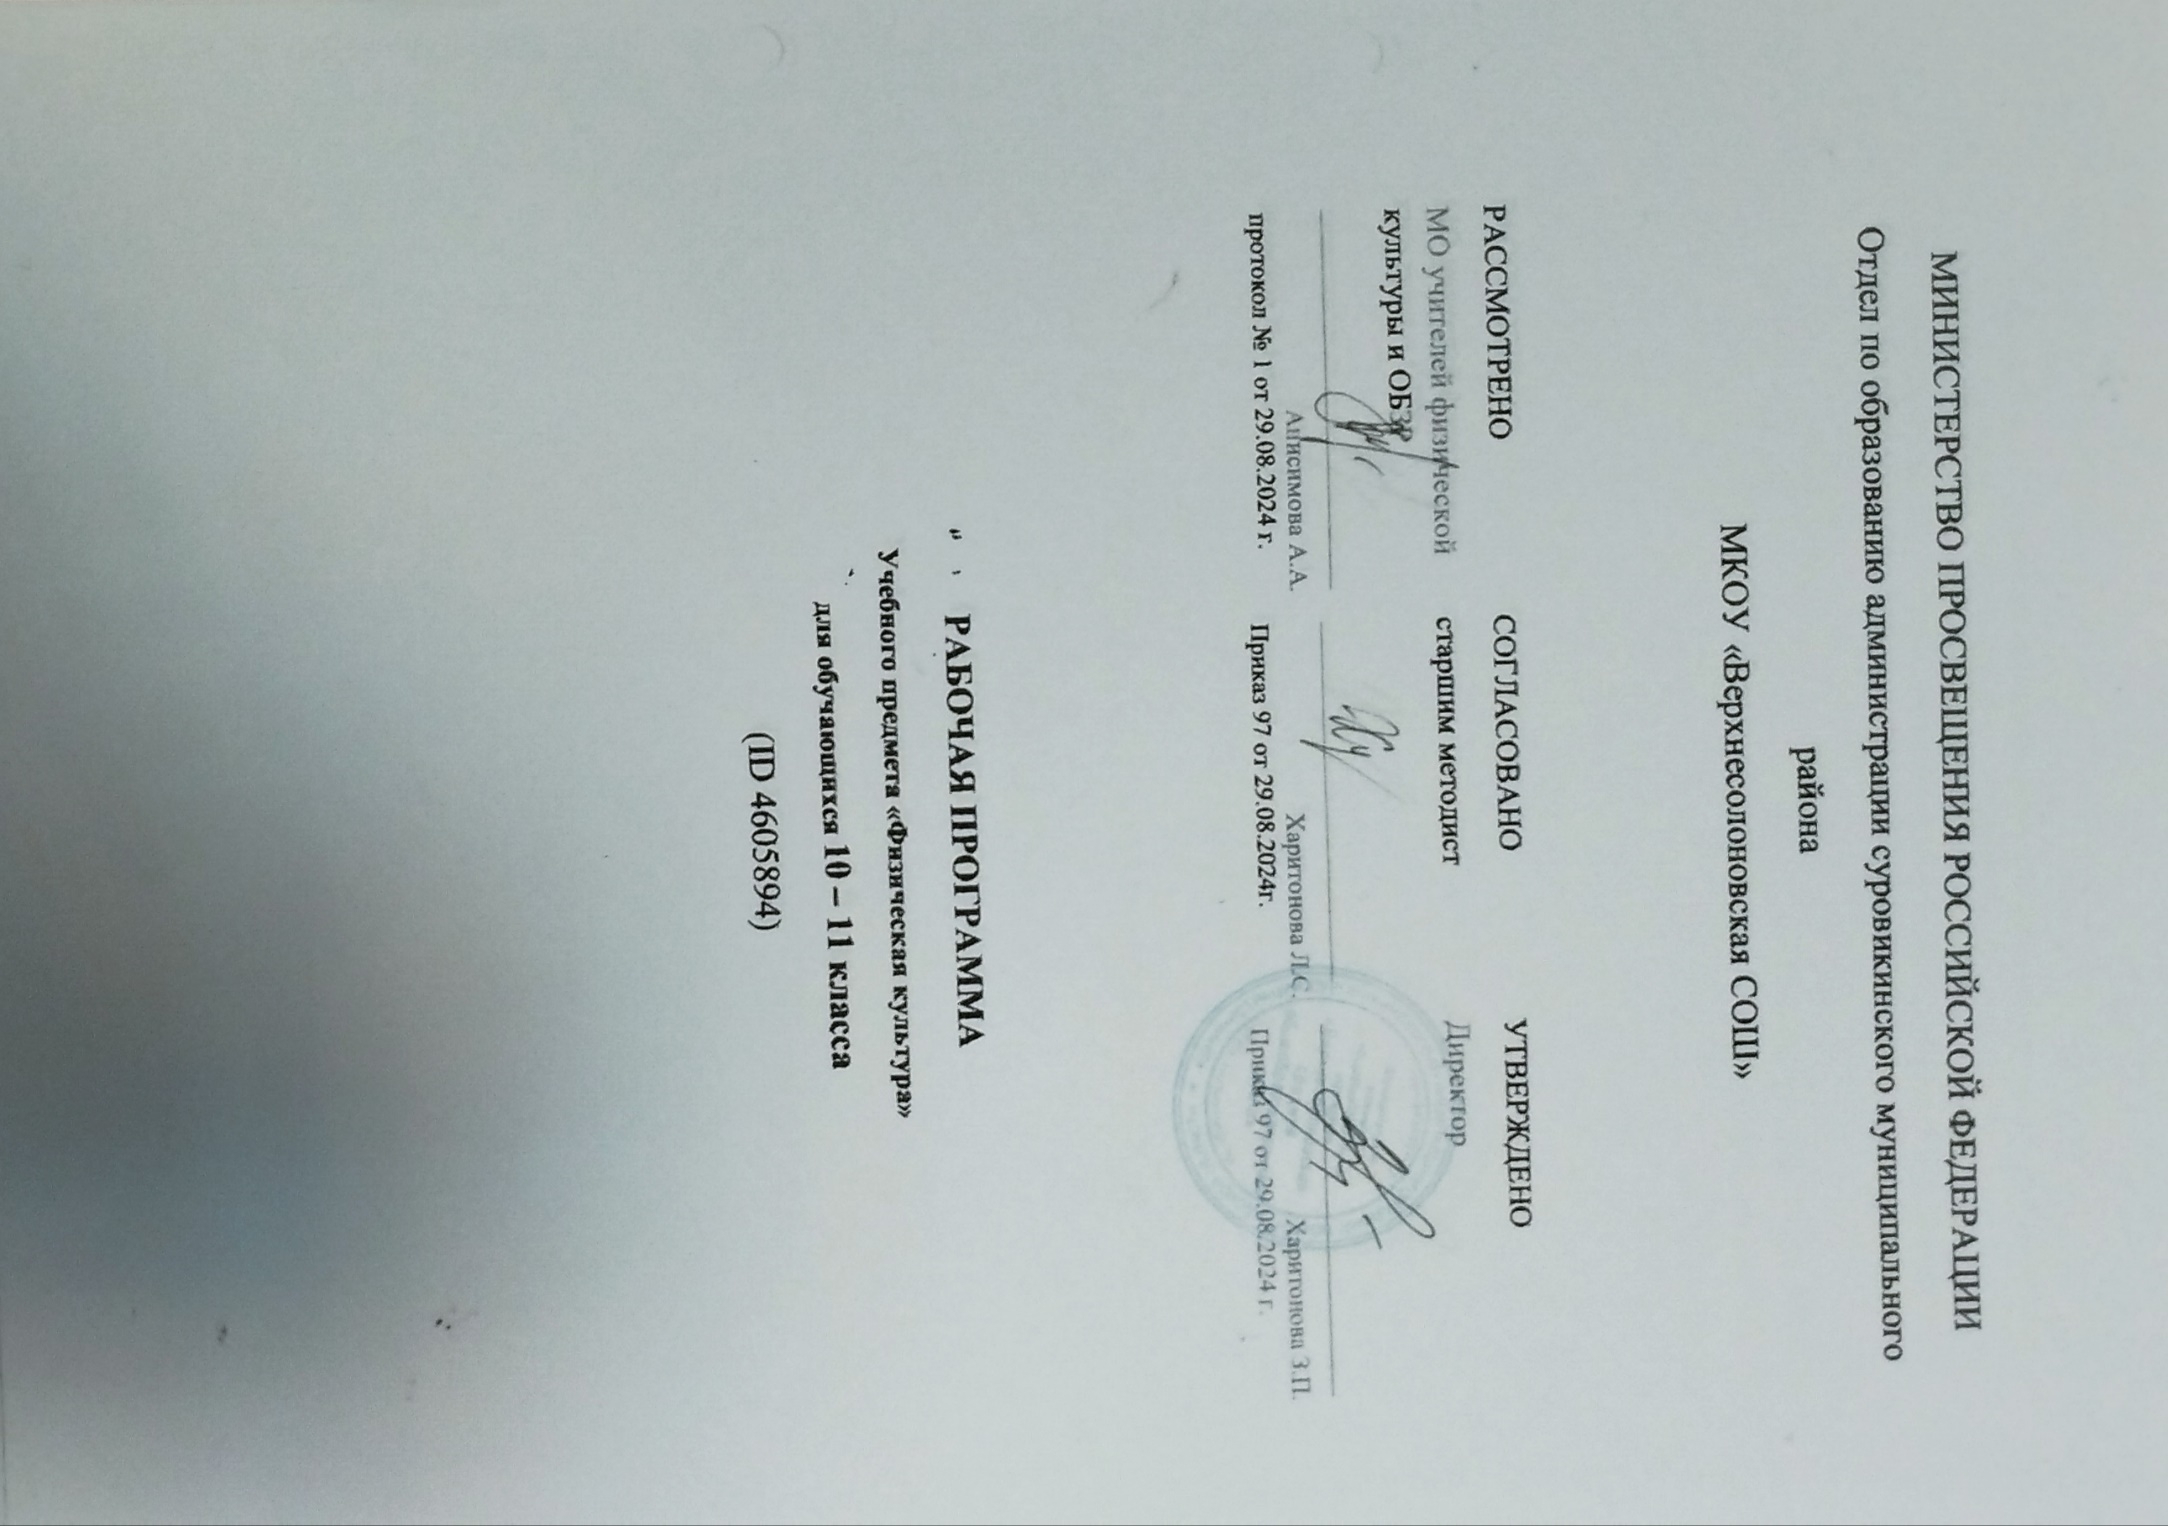 МИНИСТЕРСТВО ПРОСВЕЩЕНИЯ РОССИЙСКОЙ ФЕДЕРАЦИИ
Отдел по образованию администрации суровикинского муниципального
района
МКОУ «Верхнесолоновская СОШ»
РАССМОТРЕНО
МО учителей физической
культуры и ОБЗР
Анисимова А.А.
протокол № 1 от 29.08.2024 г.
СОГЛАСОВАНО
старшим методист
Харитонова Л.С.
Приказ 97 от 29.08.2024г.
УТВЕРЖДЕНО
Директор
Харитонова З.П.
Приказ 97 от 29.08.2024 г.
РАБОЧАЯ ПРОГРАММА
Учебного предмета «Физическая культура»
для обучающихся 10 – 11 класса
(ID 4605894)